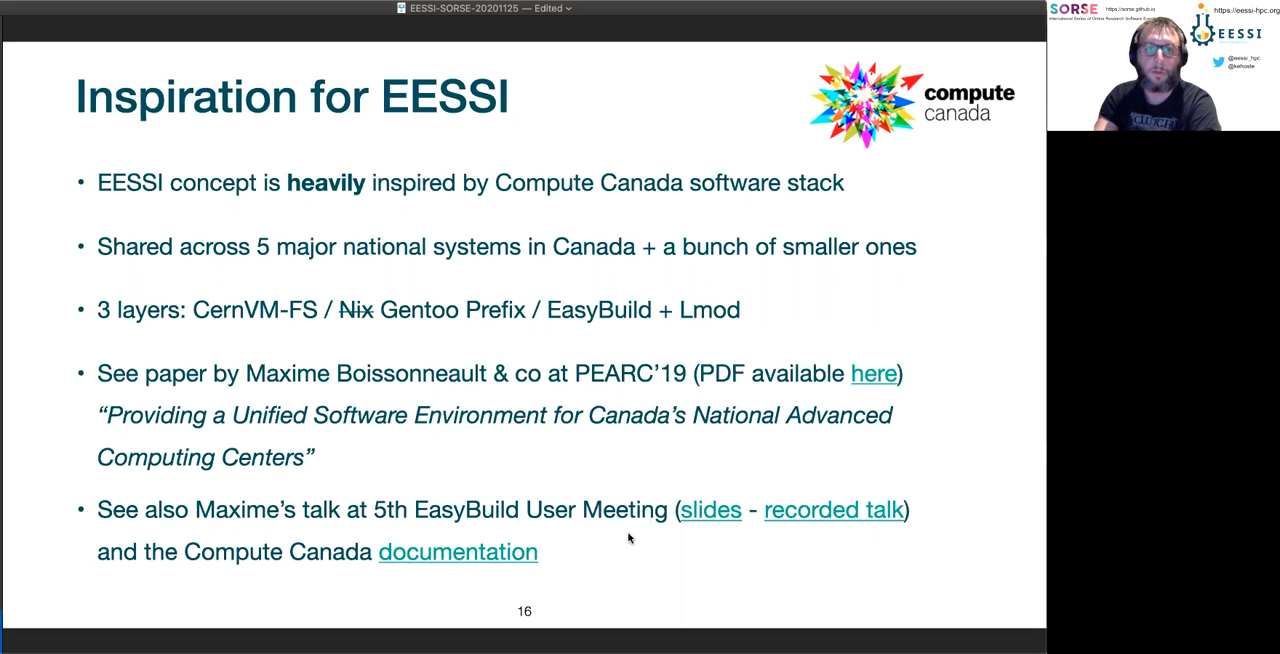 EESSI-SORSE-20201125 — Edited
Inspiration for EESSI
compute
canada
• EESSI concept is heavily inspired by Compute Canada software stack
• Shared across 5 major national systems in Canada + a bunch of smaller ones
• 3 layers: CernVM-FS / Nix Gentoo Prefix / EasyBuild + Lmod
• See paper by Maxime Boissonneault & co at PEARC’19 (PDF available here)
“Providing a Unified Software Environment for Canada’s National Advanced
Computing Centers”
• See also Maxime’s talk at 5th EasyBuild User Meeting (slides - recorded talk)
and the Compute Canada documentation
16
SORSE
https://sorse.github.io
International Series of Online Research Software Events
https://eessi-hpc.org
EESSI
@eessi_hpc
@kehoste
CLUTCH